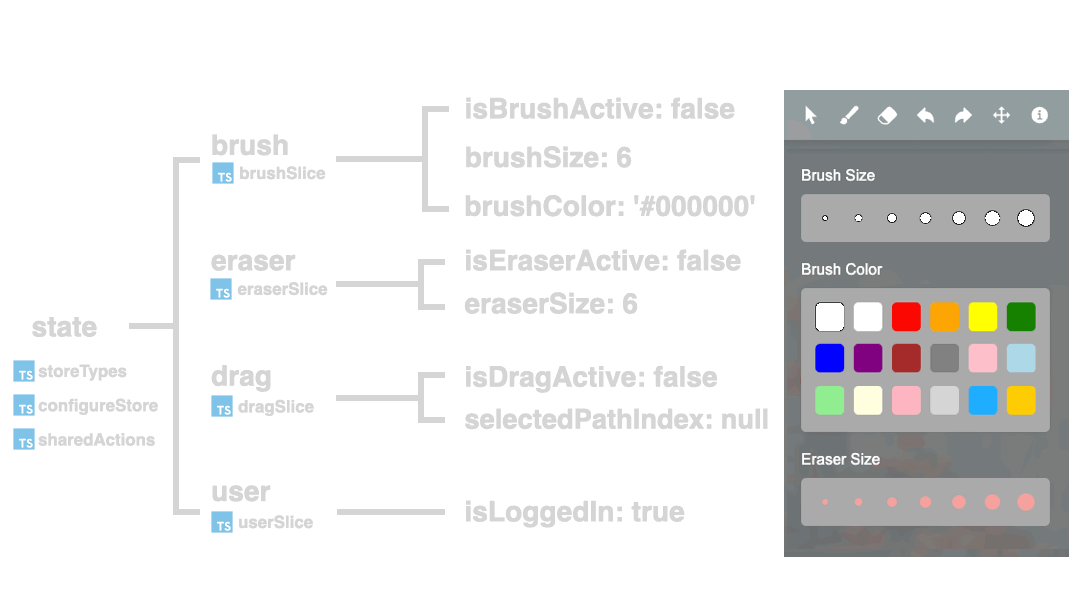 state
TS storeTypes
TS configureStore
TS sharedActions
brush
TS brushSlice
isBrushActive: false
brushSize: 6
brushColor: '#000000'
eraser
TS eraserSlice
isEraserActive: false
eraserSize: 6
drag
TS dragSlice
isDragActive: false
selectedPathIndex: null
user
TS userSlice
isLoggedIn: true
Brush Size
Brush Color
Eraser Size